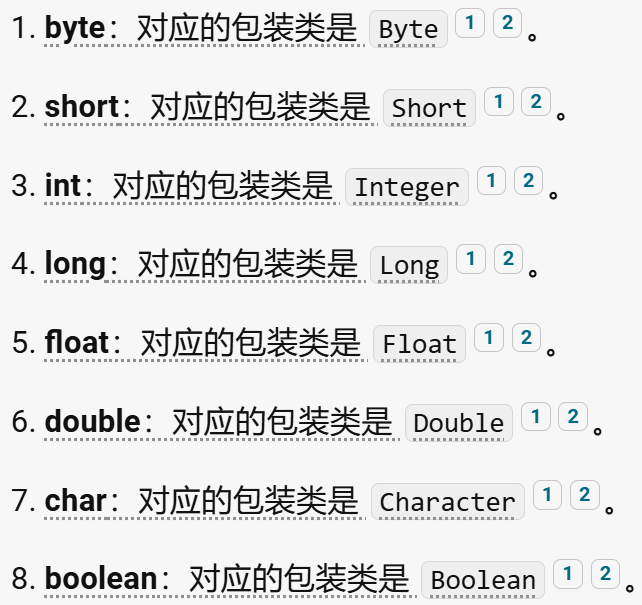 1. byte：对应的包装类是 Byte 1 2 。
2. short：对应的包装类是 Short 1 2 。
3. int：对应的包装类是 Integer 1 2 。
4. long：对应的包装类是 Long 1 2 。
5. float：对应的包装类是 Float 1 2 。
6. double：对应的包装类是 Double 1 2 。
7. char：对应的包装类是 Character 1 2 。
8. boolean：对应的包装类是 Boolean 1 2 。